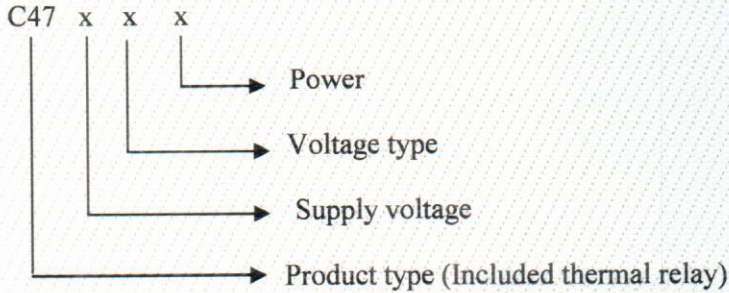 C47 x x x
Power
Voltage type
Supply voltage
Product type (Included thermal relay)